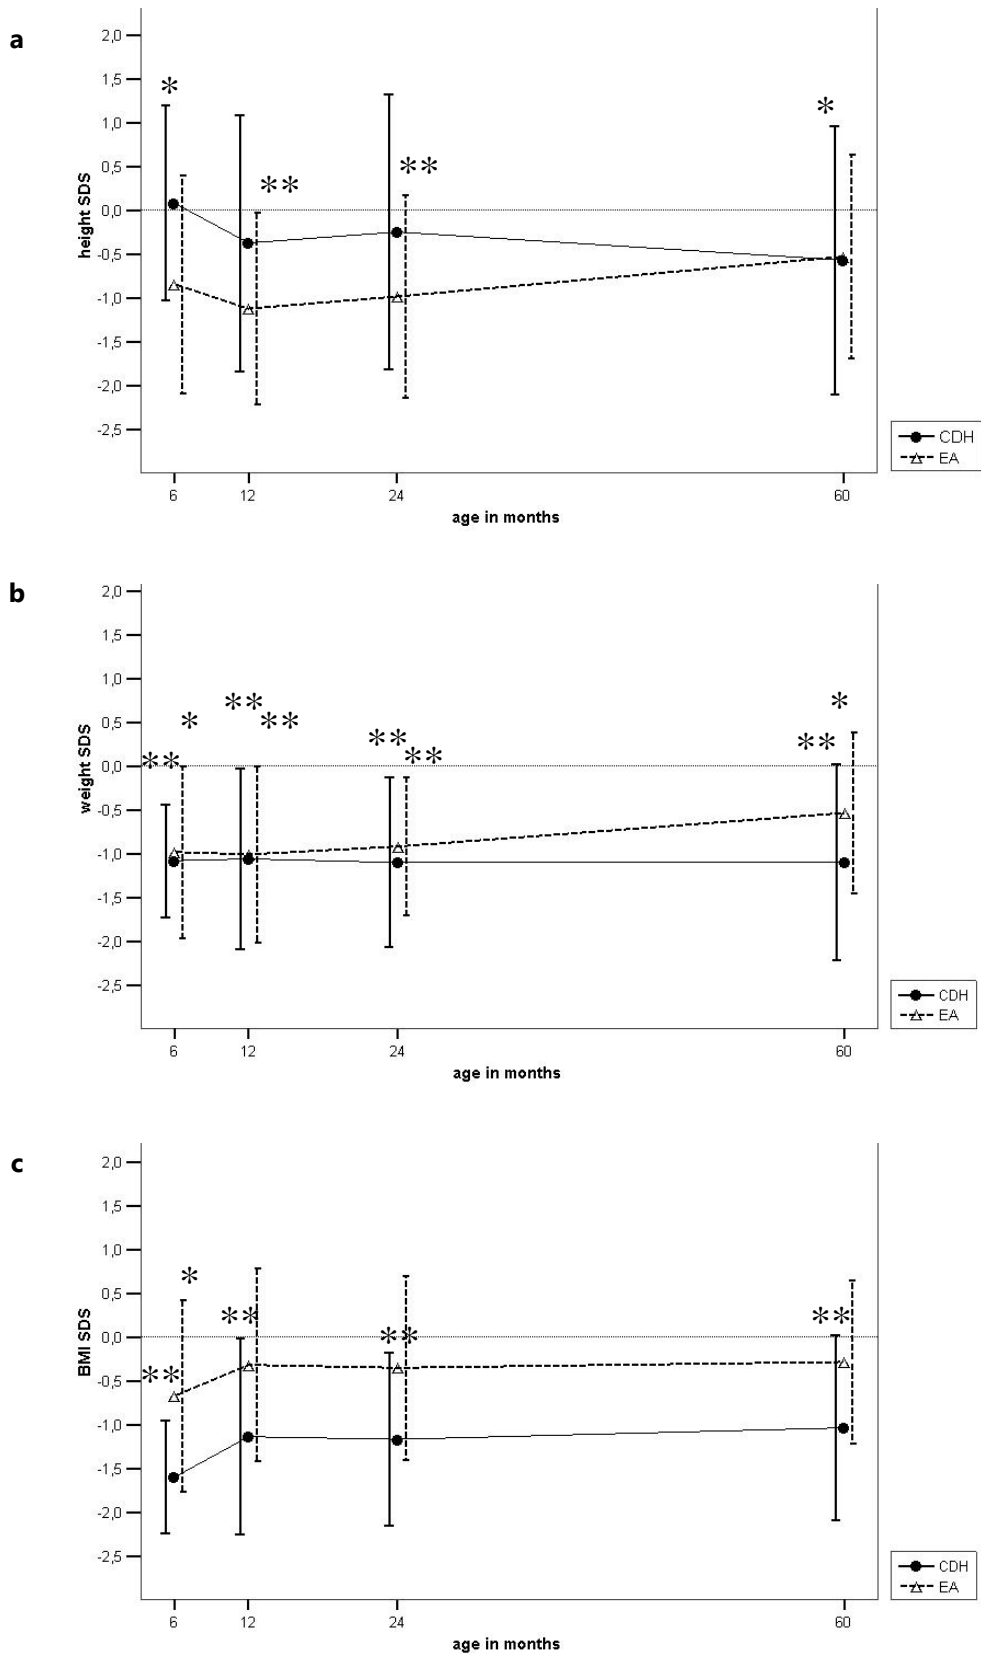 a
2,0
1,5
*
1,0
*
0,5
**
**
0,0
-0,5
-1,0
-1,5
-2,0
-2,5
height SDS
CDH
EA
6 12 24 60
age in months
b
2,0
1,5
1,0
** *
* ** 0,5
** ** **
** 0,0
-0,5
-1,0
-1,5
-2,0
-2,5
weight SDS
CDH
EA
6 12 24 60
age in months
c
2,0
1,5
1,0
*
0,5
** **
** 0,0
**
-0,5
-1,0
-1,5
-2,0
-2,5
BMI SDS
CDH
EA
6 12 24 60
age in months